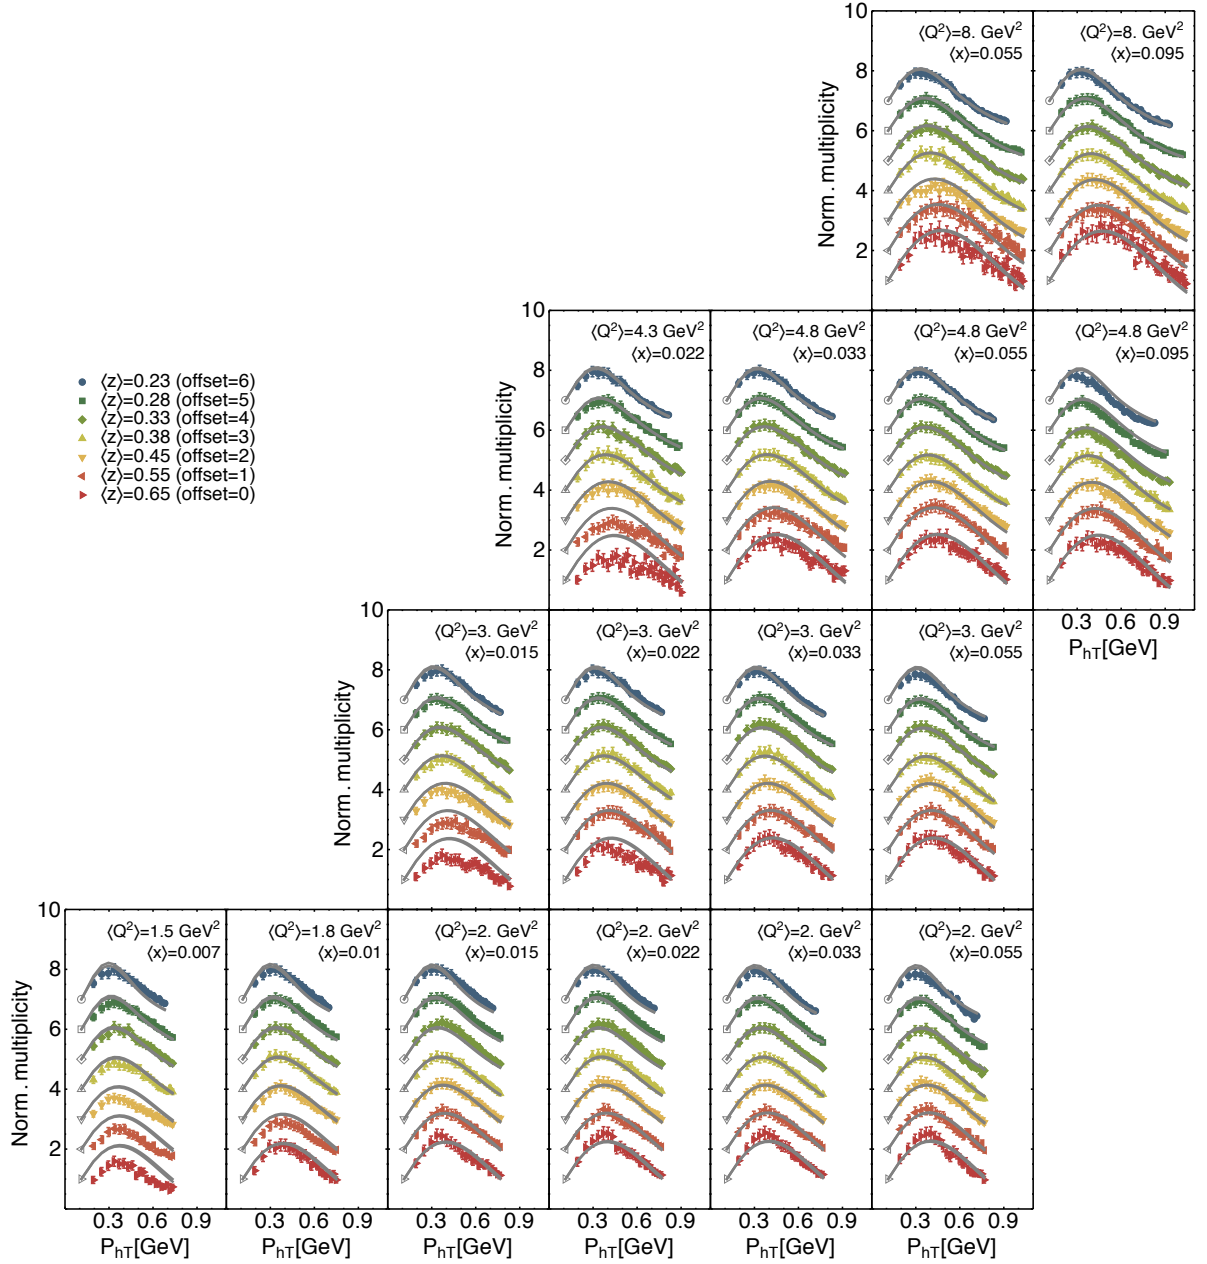 10
8
6
4
2
Norm. multiplicity
⟨Q²⟩=8. GeV²
⟨x⟩=0.055
⟨Q²⟩=8. GeV²
⟨x⟩=0.095
10
8
6
4
2
Norm. multiplicity
⟨Q²⟩=4.3 GeV²
⟨x⟩=0.022
⟨Q²⟩=4.8 GeV²
⟨x⟩=0.033
⟨Q²⟩=4.8 GeV²
⟨x⟩=0.055
⟨Q²⟩=4.8 GeV²
⟨x⟩=0.095
0.3 0.6 0.9
P_hT[GeV]
⟨z⟩=0.23 (offset=6)
⟨z⟩=0.28 (offset=5)
⟨z⟩=0.33 (offset=4)
⟨z⟩=0.38 (offset=3)
⟨z⟩=0.45 (offset=2)
⟨z⟩=0.55 (offset=1)
⟨z⟩=0.65 (offset=0)
10
8
6
4
2
Norm. multiplicity
⟨Q²⟩=3. GeV²
⟨x⟩=0.015
⟨Q²⟩=3. GeV²
⟨x⟩=0.022
⟨Q²⟩=3. GeV²
⟨x⟩=0.033
⟨Q²⟩=3. GeV²
⟨x⟩=0.055
10
8
6
4
2
Norm. multiplicity
⟨Q²⟩=1.5 GeV²
⟨x⟩=0.007
⟨Q²⟩=1.8 GeV²
⟨x⟩=0.01
⟨Q²⟩=2. GeV²
⟨x⟩=0.015
⟨Q²⟩=2. GeV²
⟨x⟩=0.022
⟨Q²⟩=2. GeV²
⟨x⟩=0.033
⟨Q²⟩=2. GeV²
⟨x⟩=0.055
0.3 0.6 0.9
P_hT[GeV]
0.3 0.6 0.9
P_hT[GeV]
0.3 0.6 0.9
P_hT[GeV]
0.3 0.6 0.9
P_hT[GeV]
0.3 0.6 0.9
P_hT[GeV]
0.3 0.6 0.9
P_hT[GeV]